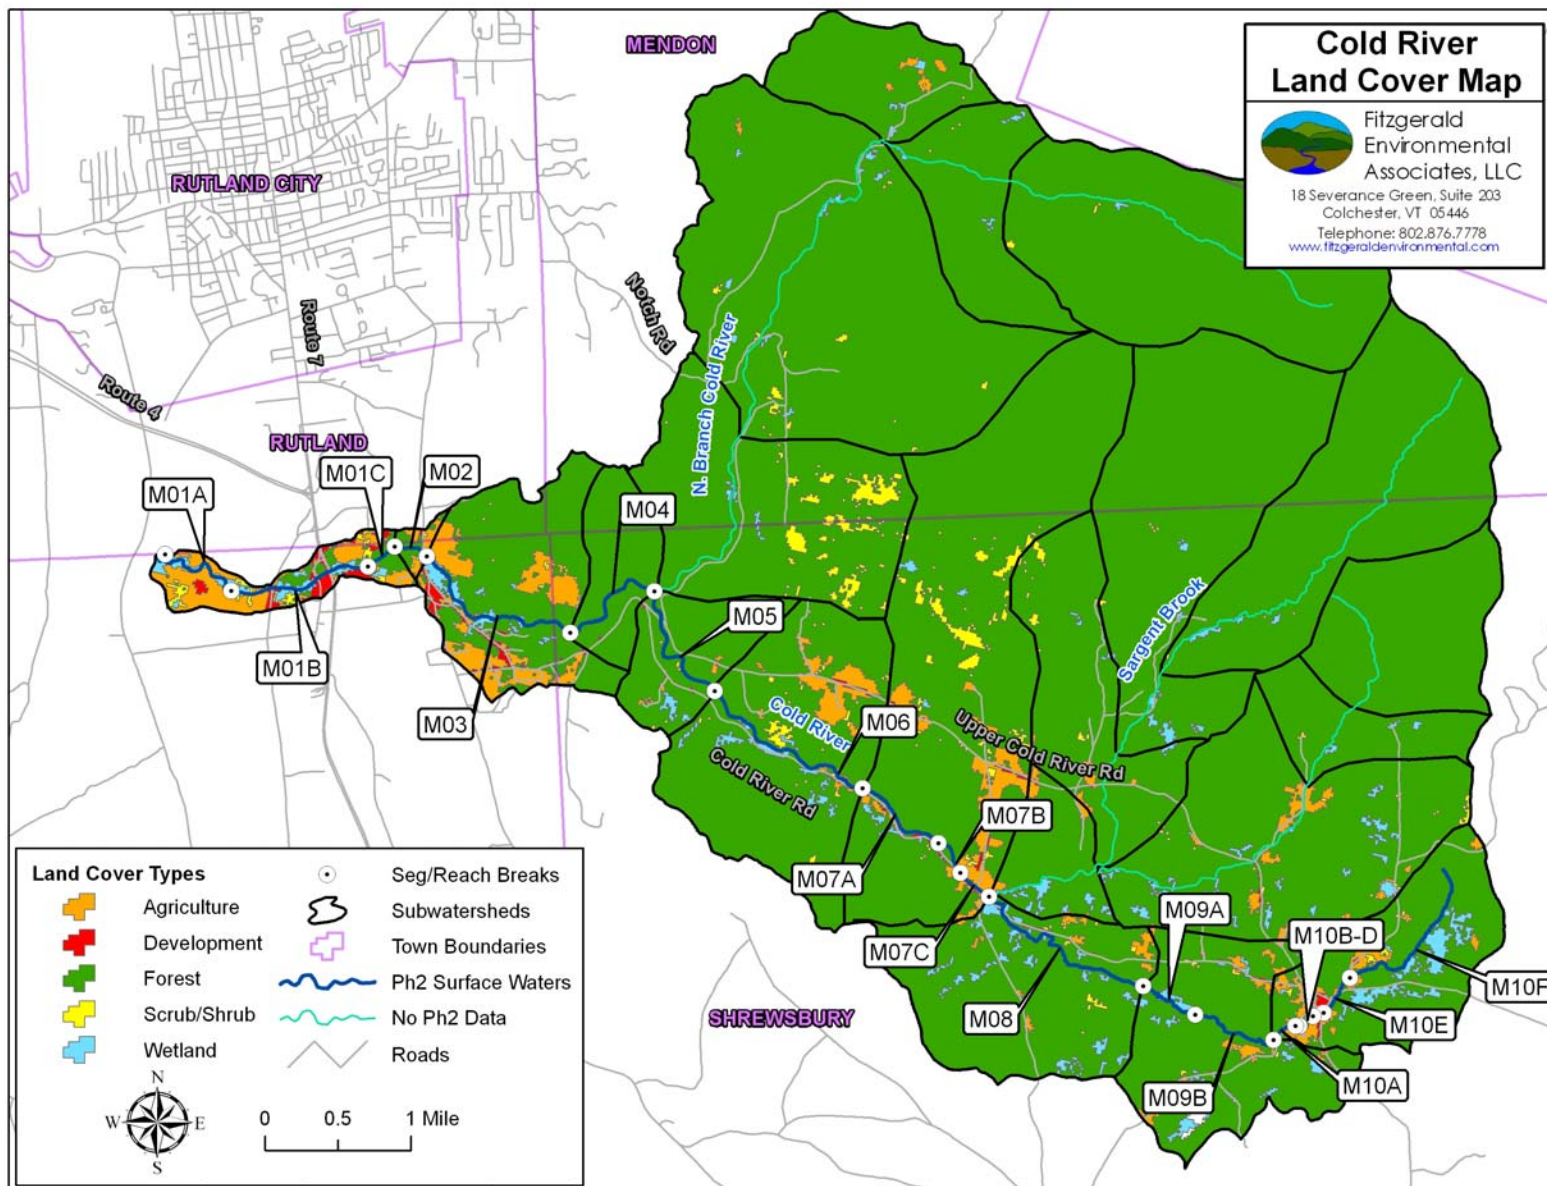 Cold River
Land Cover Map
Fitzgerald
Environmental
Associates, LLC
18 Severance Green, Suite 203
Colchester, VT 05446
Telephone: 802.876.7778
www.fitzgeraldenvironmental.com
MENDON
RUTLAND CITY
Notch Rd
Route 7
N. Branch Cold River
Route 4
RUTLAND
M01C
M02
M01A
M04
Sargent Brook
M05
M01B
M03
Cold River
M06
Upper Cold River Rd
Cold River Rd
M07B
M07A
M09A
M10B-D
M07C
M10F
M08
SHREWSBURY
M10E
M10A
M09B
Land Cover Types
Agriculture
Development
Forest
Scrub/Shrub
Wetland
Seg/Reach Breaks
Subwatersheds
Town Boundaries
Ph2 Surface Waters
No Ph2 Data
Roads
N
W
E
S
0 0.5 1 Mile